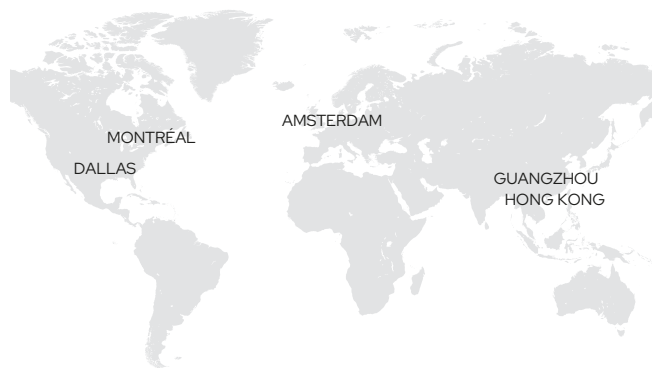 AMSTERDAM
MONTRÉAL
DALLAS
GUANGZHOU
HONG KONG